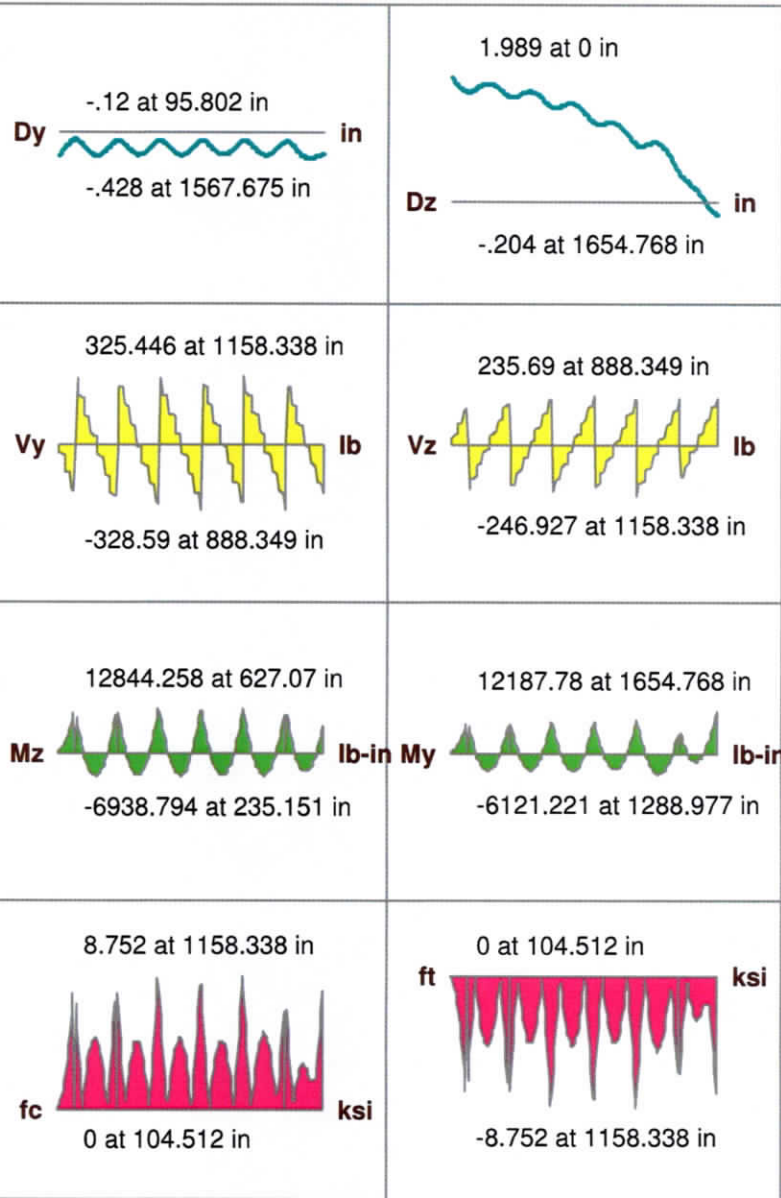 -.12 at 95.802 in
Dy in
-.428 at 1567.675 in
1.989 at 0 in
Dz in
-.204 at 1654.768 in
325.446 at 1158.338 in
Vy lb
-328.59 at 888.349 in
235.69 at 888.349 in
Vz lb
-246.927 at 1158.338 in
12844.258 at 627.07 in
Mz lb-in
-6938.794 at 235.151 in
12187.78 at 1654.768 in
My lb-in
-6121.221 at 1288.977 in
8.752 at 1158.338 in
fc ksi
0 at 104.512 in
0 at 104.512 in
ft ksi
-8.752 at 1158.338 in